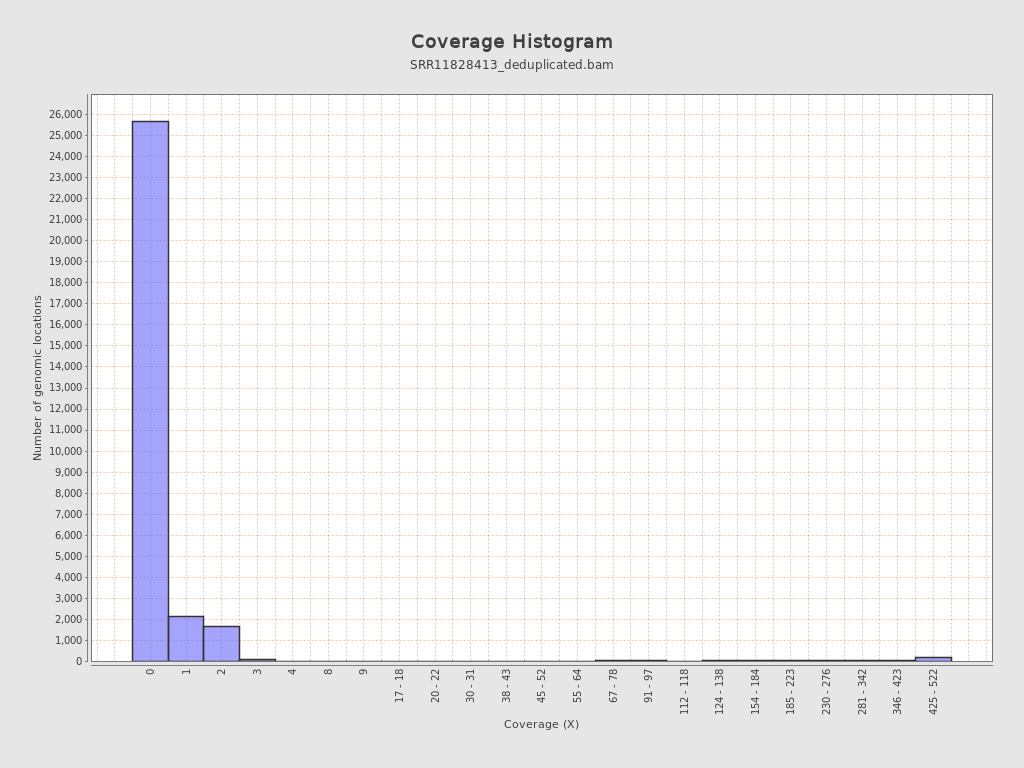 Coverage Histogram
SRR11828413_deduplicated.bam
Number of genomic locations
26,000
25,000
24,000
23,000
22,000
21,000
20,000
19,000
18,000
17,000
16,000
15,000
14,000
13,000
12,000
11,000
10,000
9,000
8,000
7,000
6,000
5,000
4,000
3,000
2,000
1,000
0
0
1
2
3
4
8
9
17 - 18
20 - 22
30 - 31
38 - 43
45 - 52
55 - 64
67 - 78
91 - 97
112 - 118
124 - 138
154 - 184
185 - 223
230 - 276
281 - 342
346 - 423
425 - 522
Coverage (X)